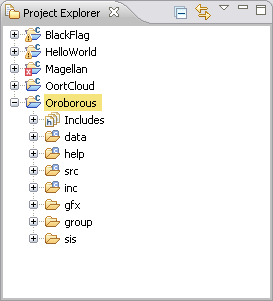 Project Explorer
BlackFlag
HelloWorld
Magellan
OortCloud
Oroborous
Includes
data
help
src
inc
gfx
group
sis